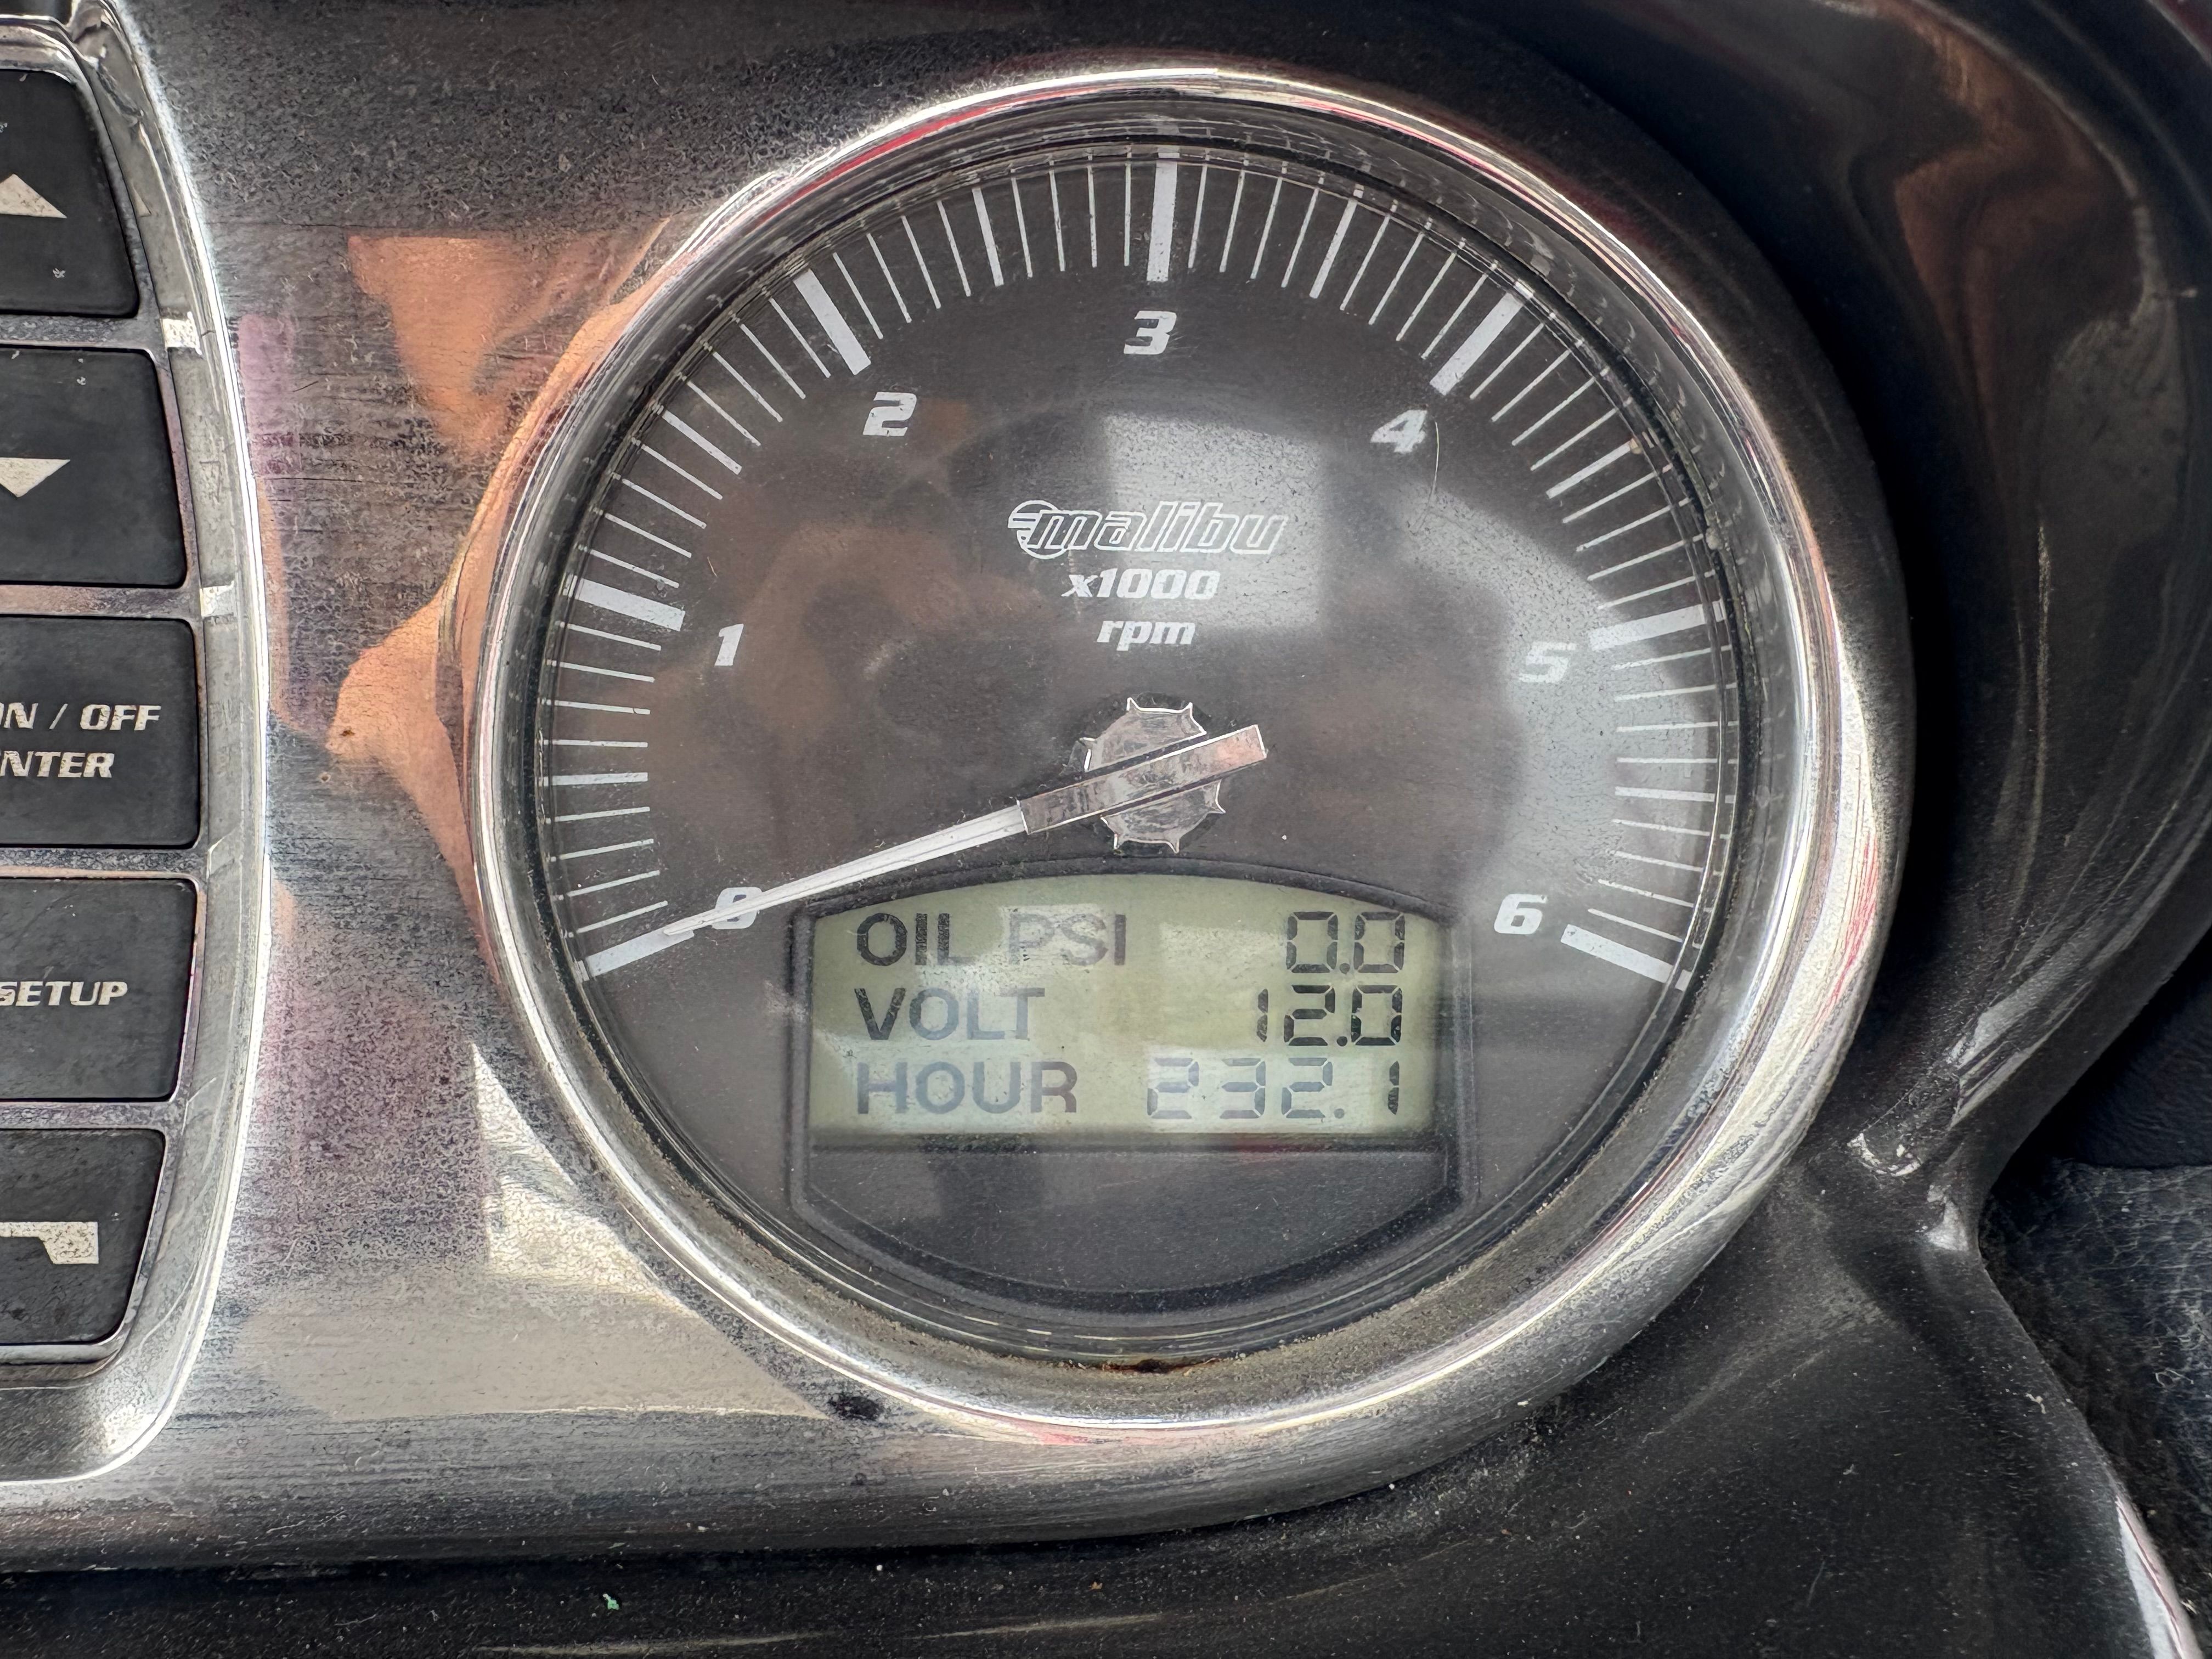 3
2
4
malibu
x1000
1
rpm
5
ON / OFF
ENTER
0
6
OIL PSI 0.0
VOLT 12.0
HOUR 232.1
SETUP